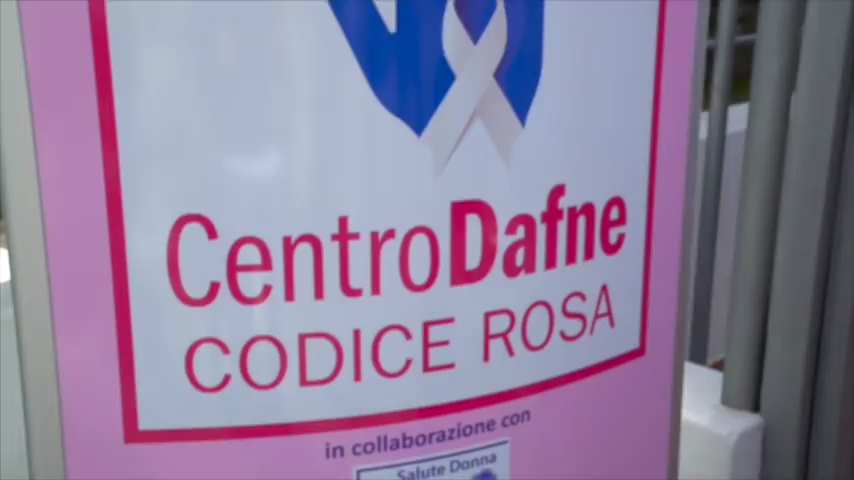 CentroDafne
CODICE ROSA
in collaborazione con
Salute Donna